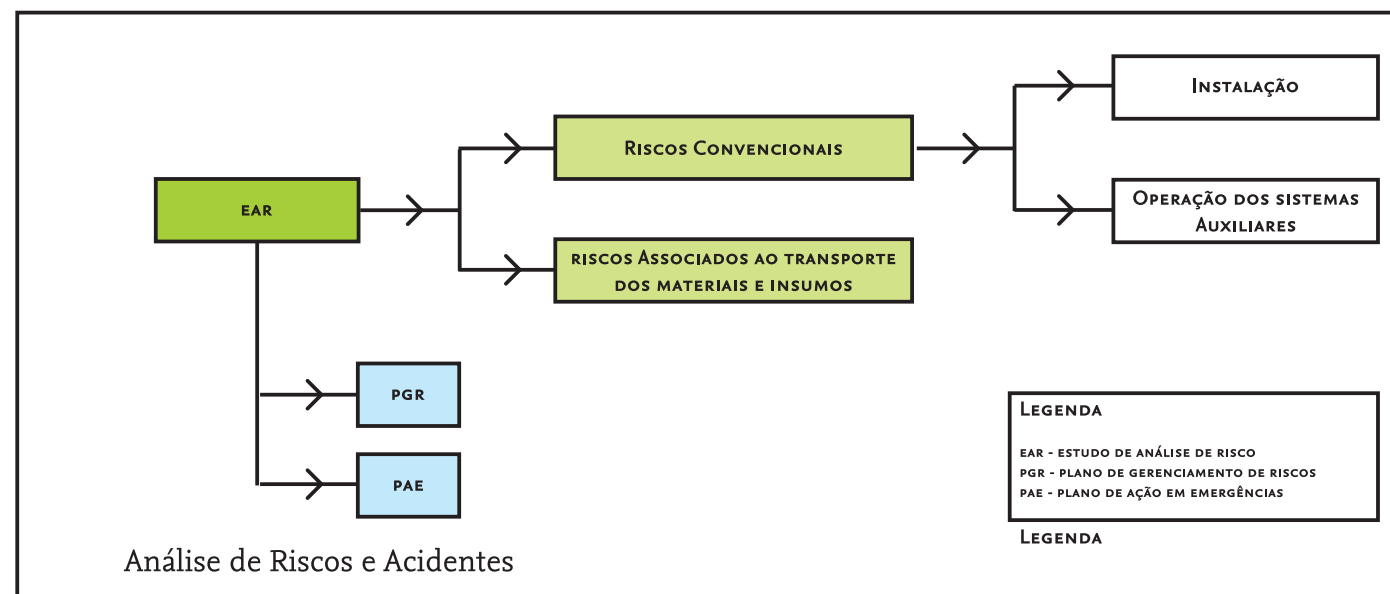 Instalação
Riscos Convencionais
EAR
Operação dos sistemas
Auxiliares
riscos Associados ao transporte
dos materiais e insumos
PGR
PAE
Legenda
EAR - estudo de análise de risco
PGR - plano de gerenciamento de riscos
PAE - plano de ação em emergências
Legenda
Análise de Riscos e Acidentes